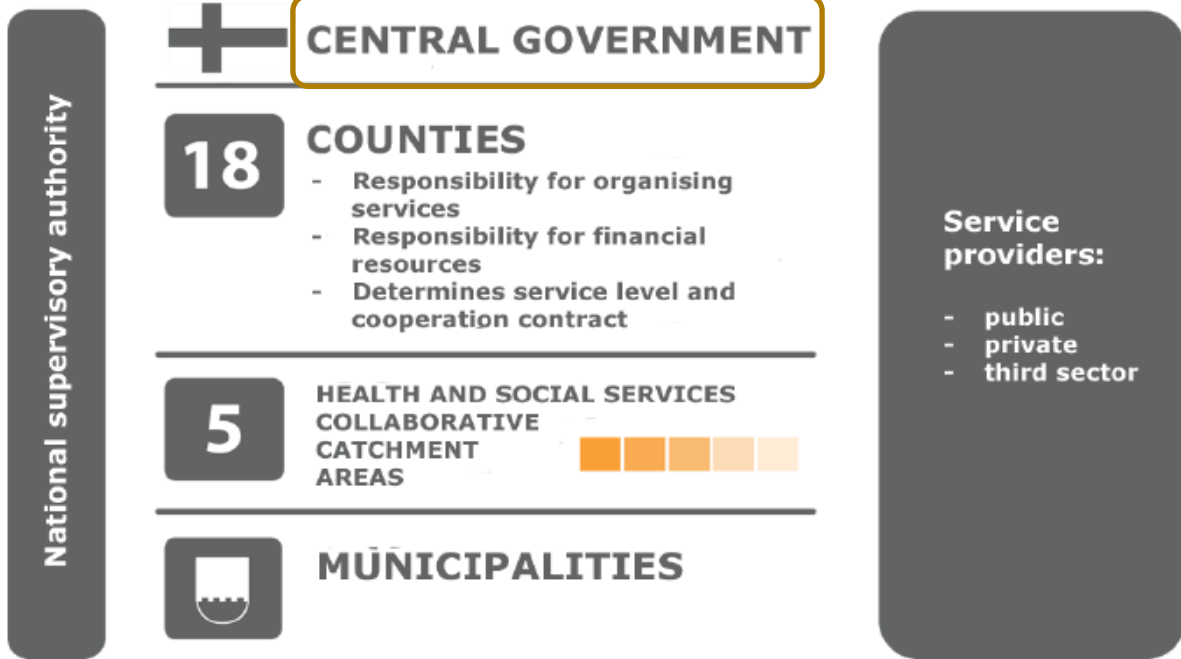 National supervisory authority
CENTRAL GOVERNMENT
18
COUNTIES
- Responsibility for organising
services
- Responsibility for financial
resources
- Determines service level and
cooperation contract
5
HEALTH AND SOCIAL SERVICES
COLLABORATIVE
CATCHMENT
AREAS
MUNICIPALITIES
Service
providers:
- public
- private
- third sector